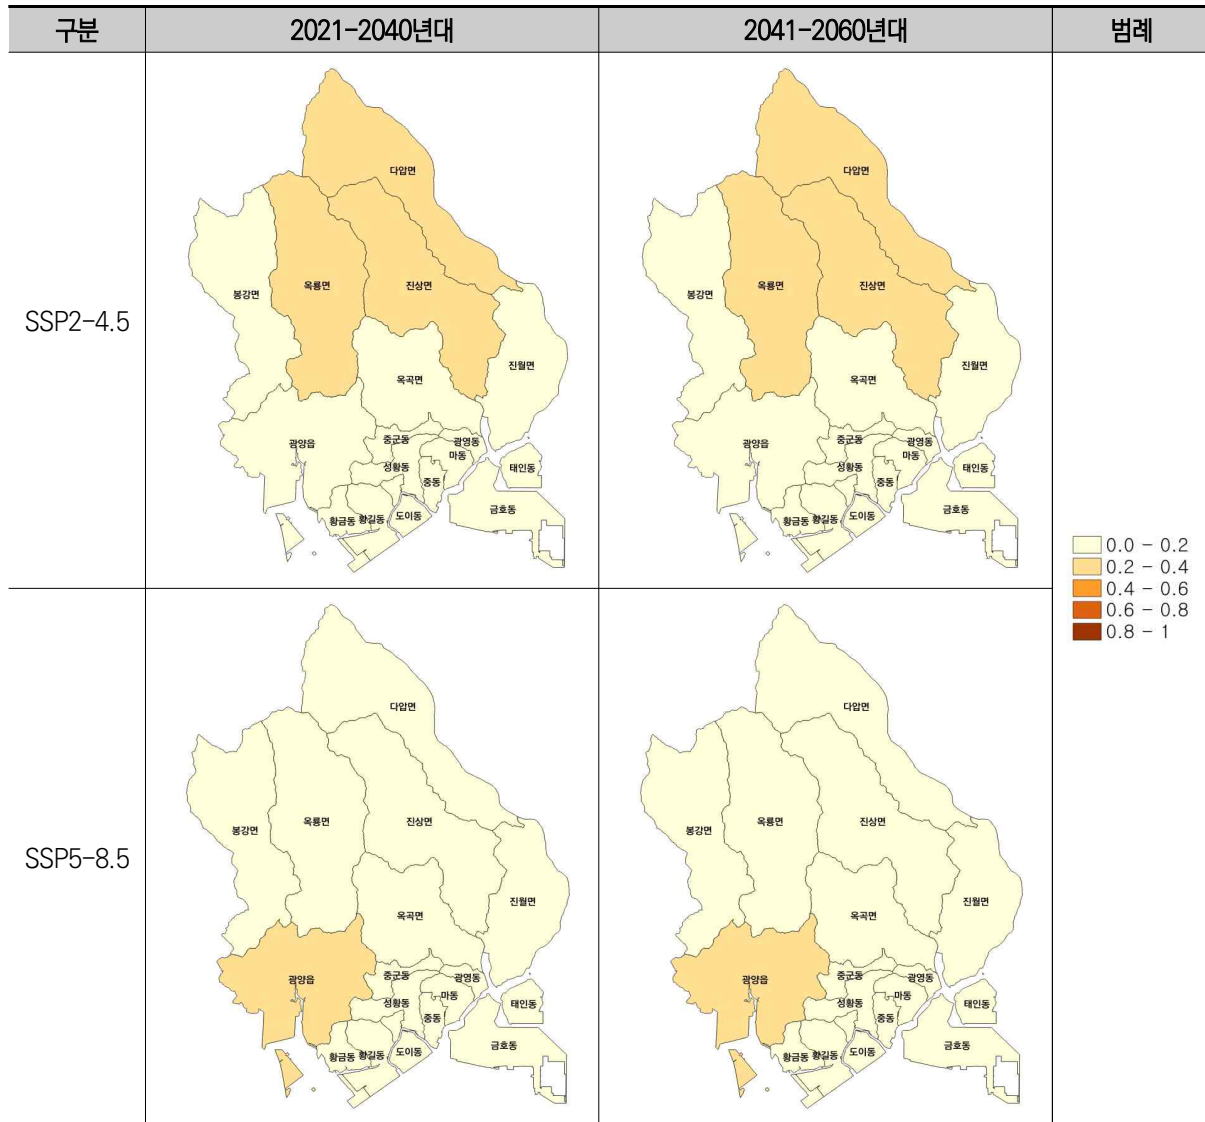 구분 2021-2040년대 2041-2060년대 범례
SSP2-4.5
다압면
봉강면 옥룡면 진상면
진월면
옥곡면
광양읍 중군동 광영동
마동
성황동 태인동
중동
금호동
황금동 황길동 도이동
다압면
봉강면 옥룡면 진상면
진월면
옥곡면
광양읍 중군동 광영동
마동
성황동 태인동
중동
금호동
황금동 황길동 도이동
0.0 - 0.2
0.2 - 0.4
0.4 - 0.6
0.6 - 0.8
0.8 - 1
SSP5-8.5
다압면
봉강면 옥룡면 진상면
진월면
옥곡면
광양읍 중군동 광영동
마동
성황동 태인동
중동
금호동
황금동 황길동 도이동
다압면
봉강면 옥룡면 진상면
진월면
옥곡면
광양읍 중군동 광영동
마동
성황동 태인동
중동
금호동
황금동 황길동 도이동